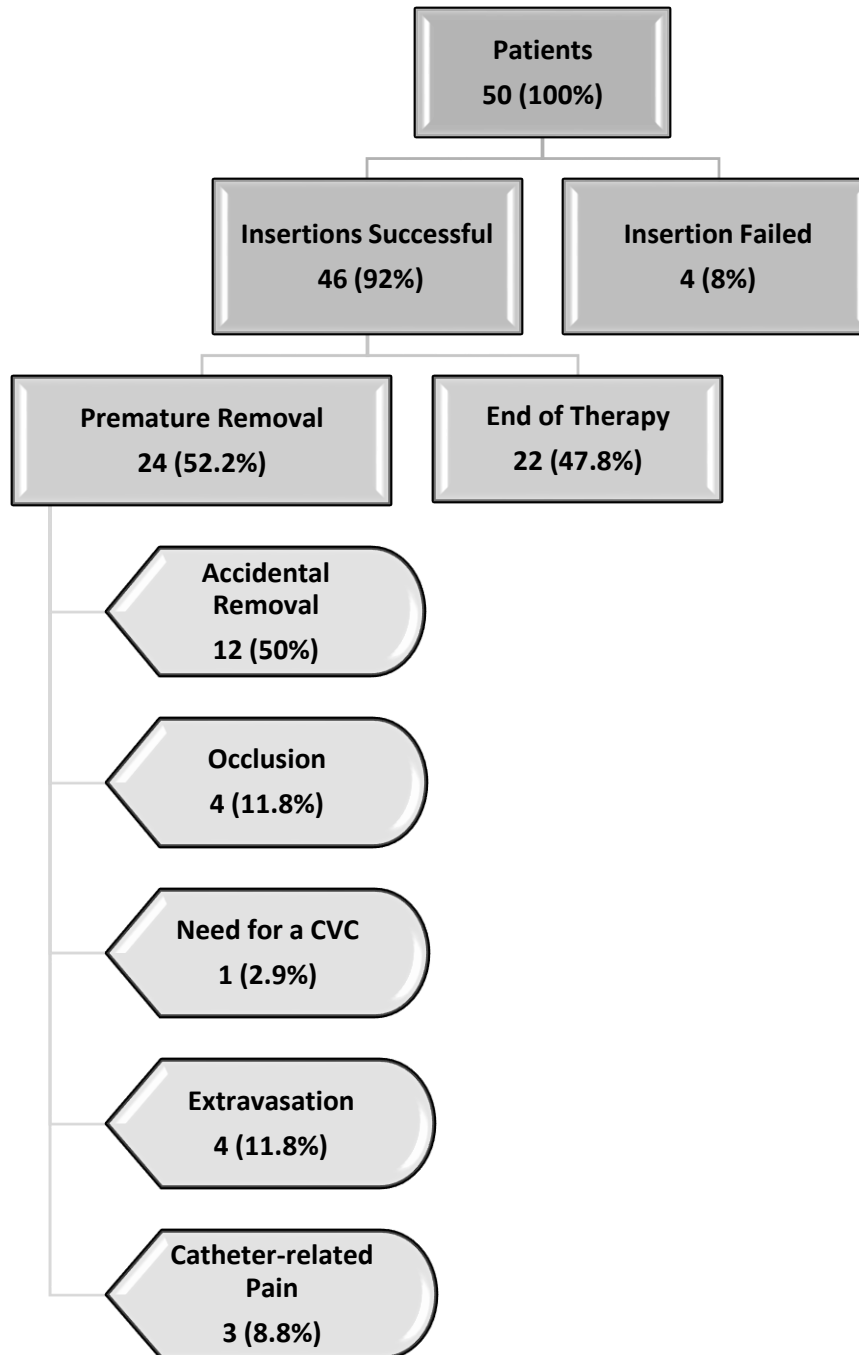 Patients
50 (100%)
Insertions Successful
46 (92%)
Insertion Failed
4 (8%)
Premature Removal
24 (52.2%)
End of Therapy
22 (47.8%)
Accidental
Removal
12 (50%)
Occlusion
4 (11.8%)
Need for a CVC
1 (2.9%)
Extravasation
4 (11.8%)
Catheter-related
Pain
3 (8.8%)